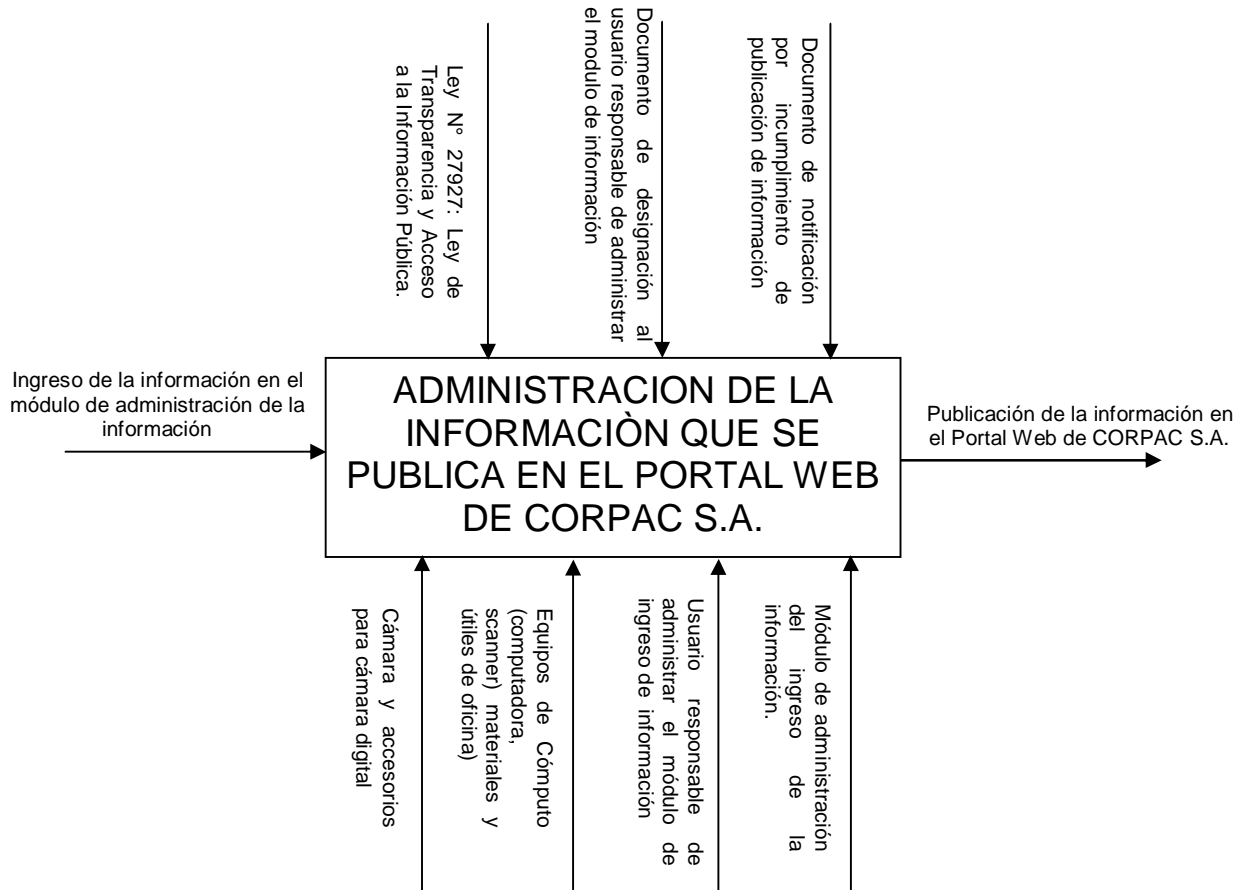 Ley N° 27927: Ley de
Transparencia y Acceso
a la Información Pública.
Documento de designación al
usuario responsable de administrar
el modulo de información
Documento de notificación
por incumplimiento de
publicación de información
Ingreso de la información en el
módulo de administración de la
información
ADMINISTRACION DE LA
INFORMACIÒN QUE SE
PUBLICA EN EL PORTAL WEB
DE CORPAC S.A.
Publicación de la información en
el Portal Web de CORPAC S.A.
Cámara y accesorios
para cámara digital
Equipos de Cómputo
(computadora,
scanner) materiales y
útiles de oficina)
Usuario responsable de
administrar el módulo de
ingreso de información
Módulo de administración
del ingreso de la
información.